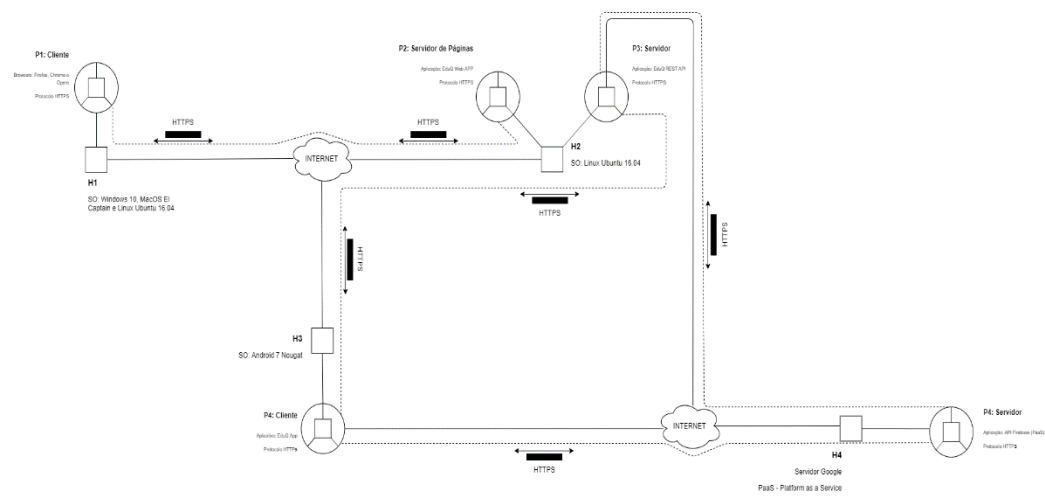 P1: Cliente
Browsers: Firefox, Chrome e
Opera
Protocolo HTTPS
HTTPS
H1
SO: Windows 10, MacOS El
Captain e Linux Ubuntu 16.04
INTERNET
P2: Servidor de Páginas
Aplicação: EduQ Web APP
Protocolo HTTPS
HTTPS
P3: Servidor
Aplicação: EduQ REST API
Protocolo HTTPS
H2
SO: Linux Ubuntu 16.04
HTTPS
HTTPS
HTTPS
H3
SO: Android 7 Nougat
P4: Cliente
Aplicativo: EduQ App
Protocolo HTTPs
HTTPS
INTERNET
H4
Servidor Google
PaaS - Platform as a Service
P4: Servidor
Aplicação: API Firebase (PaaS)
Protocolo HTTPS